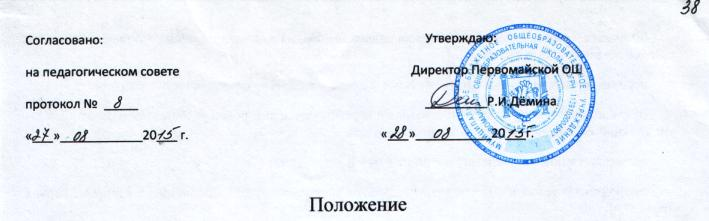 38
Согласовано: Утверждаю:
на педагогическом совете Директор Первомайской ОШ
протокол № 8 Р.И.Дёмина
«27» 08 2015 г. «28» 08 2015 г.
Положение